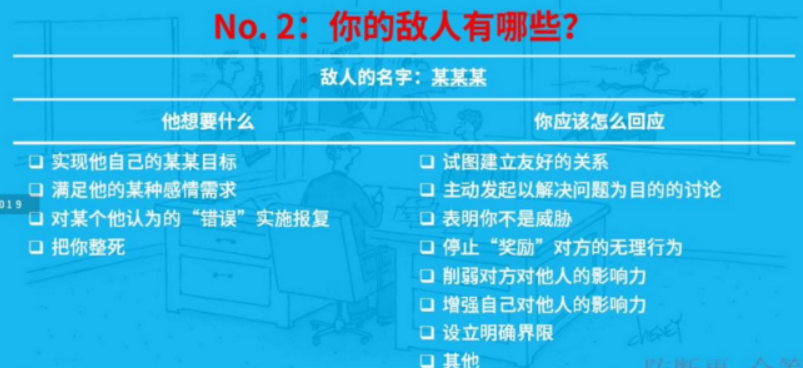 No. 2：你的敌人有哪些？
敌人的名字：某某某
他想要什么
你应该怎么回应
❑ 实现他自己的某某目标
❑ 满足他的某种感情需求
❑ 对某个他认为的“错误”实施报复
❑ 把你整死
❑ 试图建立友好的关系
❑ 主动发起以解决问题为目的的讨论
❑ 表明你不是威胁
❑ 停止“奖励”对方的无理行为
❑ 削弱对方对他人的影响力
❑ 增强自己对他人的影响力
❑ 设立明确界限
❑ 其他
019
CHENEY